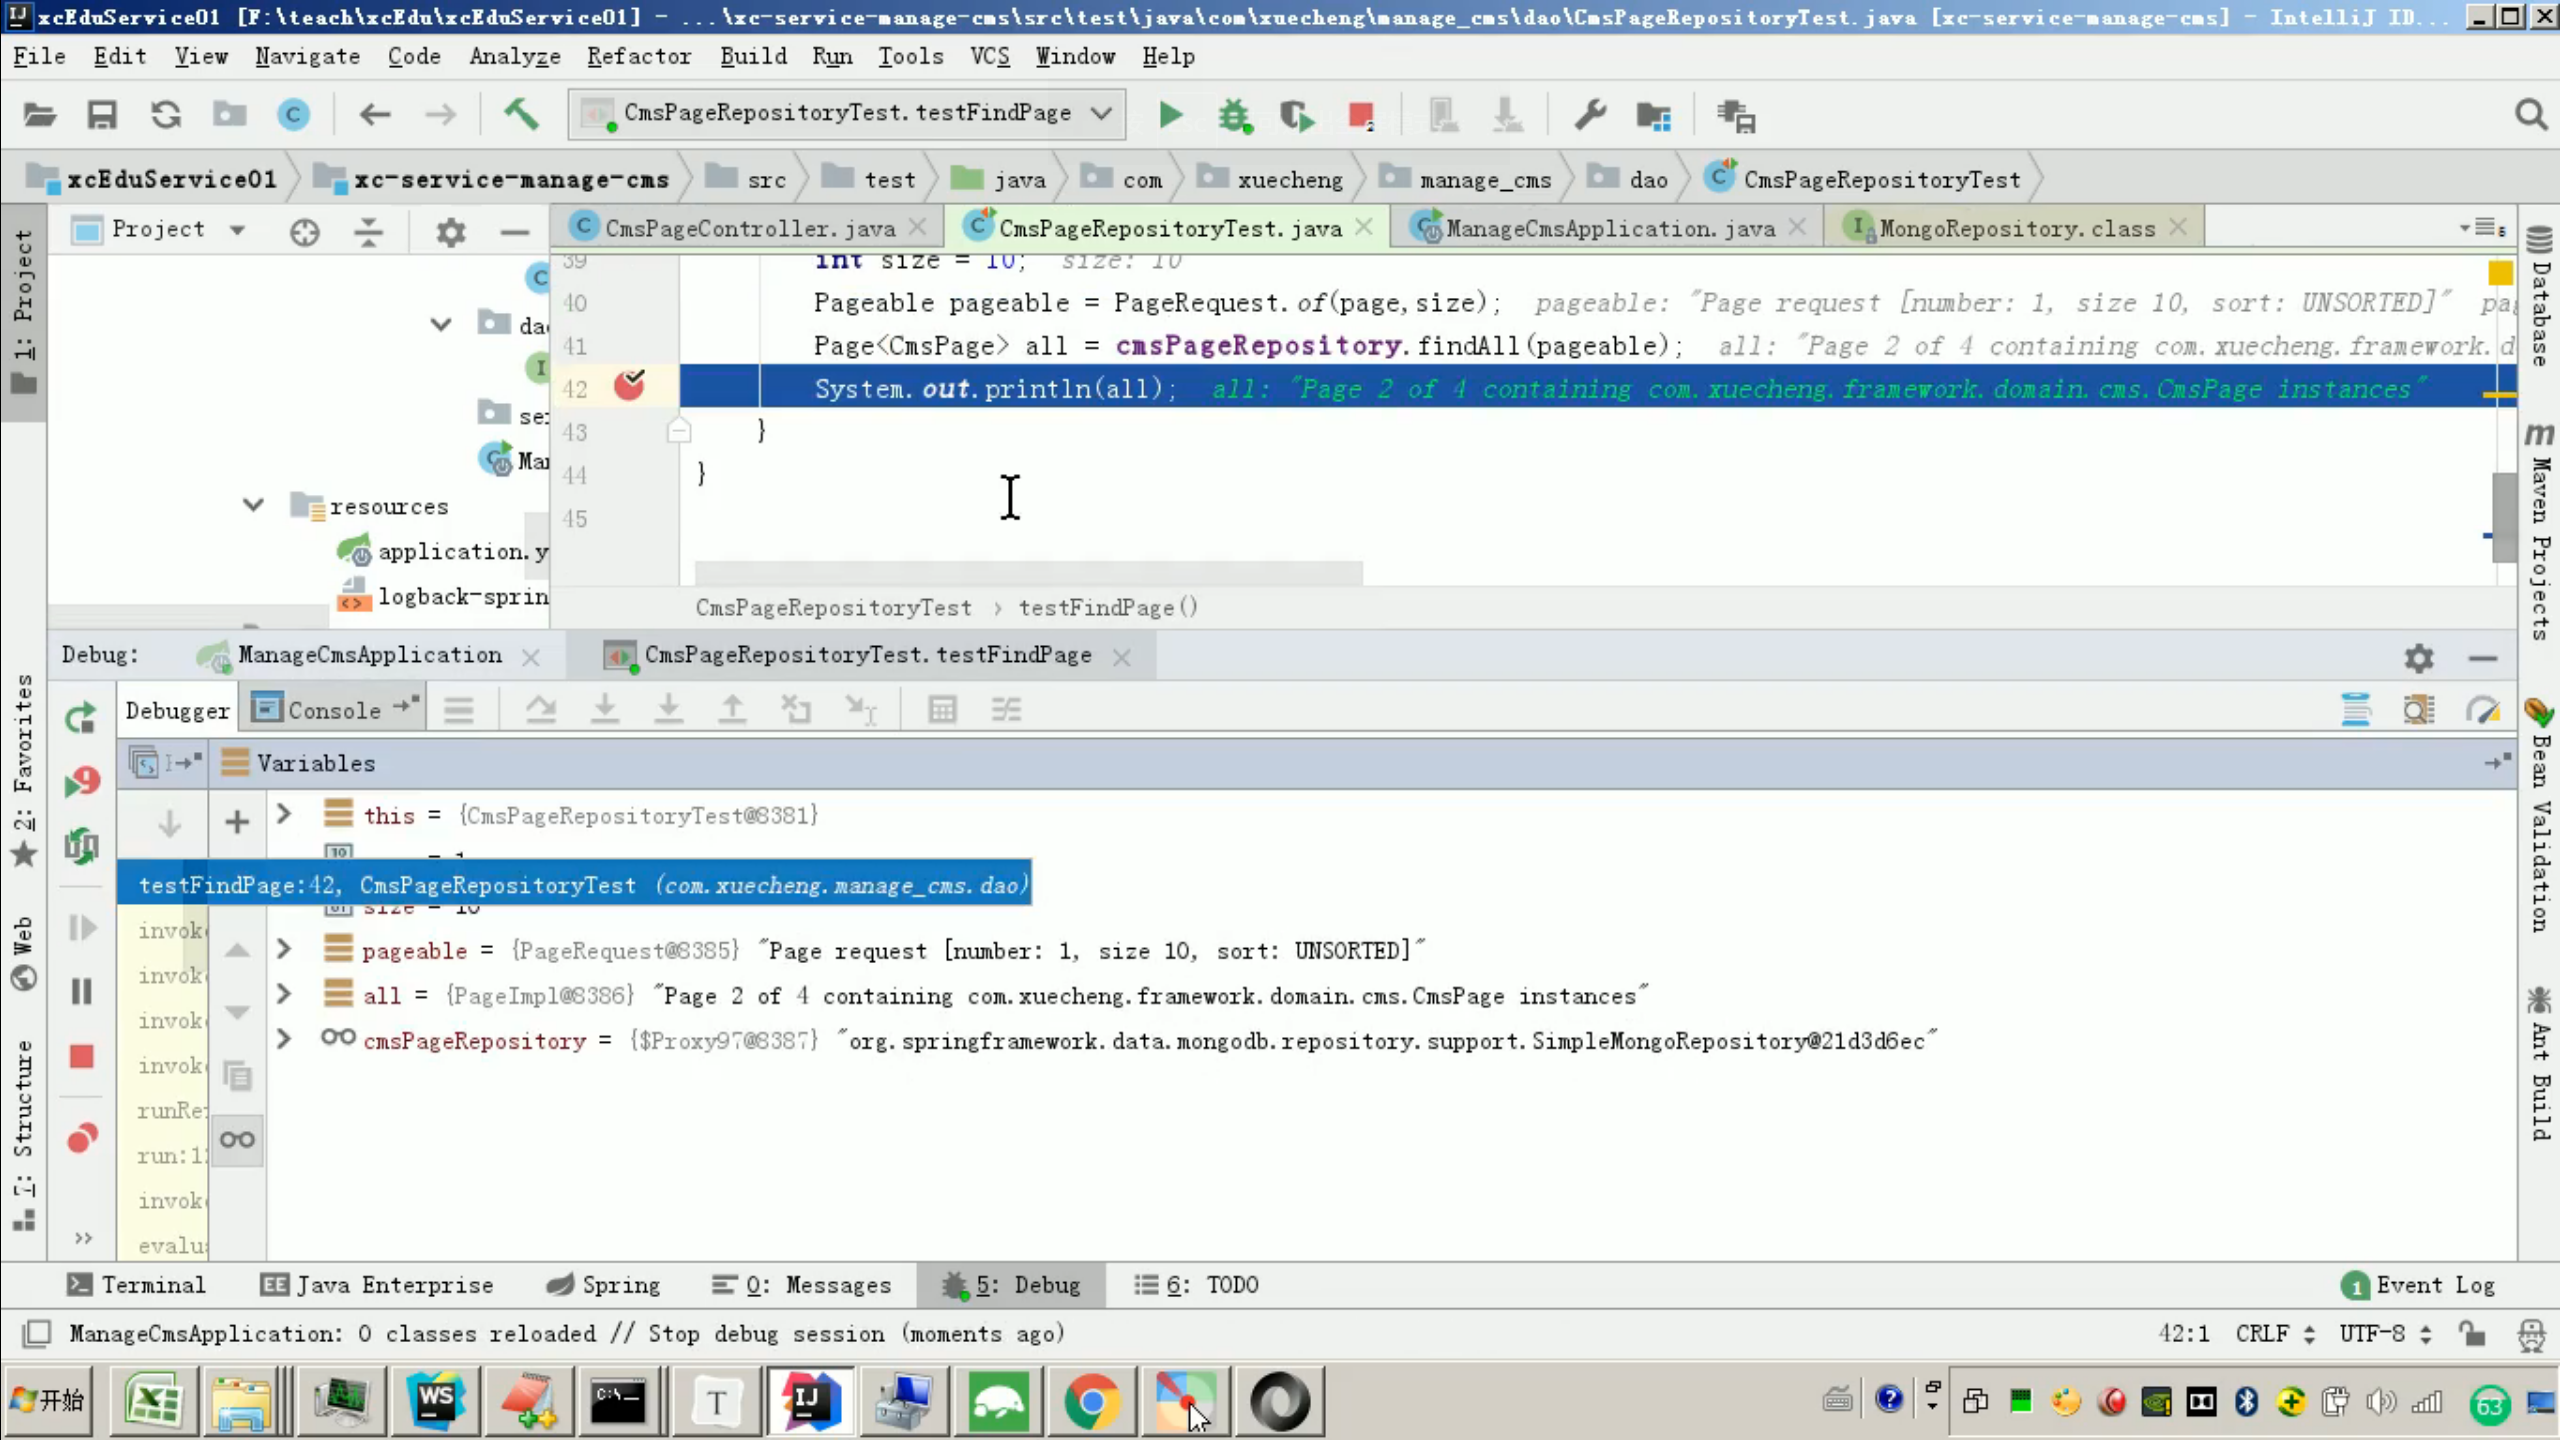 xcEduService01 [F:\teach\xcEdu\xcEduService01] - ...\xc-service-manage-cms\src\test\java\com\xuecheng\manage_cms\dao\CmsPageRepositoryTest.java [xc-service-manage-cms] - IntelliJ ID...
File Edit View Navigate Code Analyze Refactor Build Run Tools VCS Window Help
CmsPageRepositoryTest.testFindPage
xcEduService01 xc-service-manage-cms src test java com xuecheng manage_cms dao CmsPageRepositoryTest
Project CmsPageController.java CmsPageRepositoryTest.java ManageCmsApplication.java MongoRepository.class
39 int size = 10; size: 10
40 Pageable pageable = PageRequest.of(page,size); pageable: "Page request [number: 1, size 10, sort: UNSORTED]" pa
41 Page<CmsPage> all = cmsPageRepository.findAll(pageable); all: "Page 2 of 4 containing com.xuecheng.framework.d
42 System.out.println(all); all: "Page 2 of 4 containing com.xuecheng.framework.domain.cms.CmsPage instances"
43 }
44 }
45
da
se
Ma
resources
application.y
logback-sprin
CmsPageRepositoryTest › testFindPage()
Debug: ManageCmsApplication CmsPageRepositoryTest.testFindPage
Debugger Console
Variables
this = {CmsPageRepositoryTest@8381}
testFindPage:42, CmsPageRepositoryTest (com.xuecheng.manage_cms.dao)
size = 10
pageable = {PageRequest@8385} "Page request [number: 1, size 10, sort: UNSORTED]"
all = {PageImpl@8386} "Page 2 of 4 containing com.xuecheng.framework.domain.cms.CmsPage instances"
cmsPageRepository = {$Proxy97@8387} "org.springframework.data.mongodb.repository.support.SimpleMongoRepository@21d3d6ec"
invok
invok
invok
invok
runRe
run:1
invok
evalu
1: Project
2: Favorites
Web
7: Structure
Database
Maven Projects
Bean Validation
Ant Build
Terminal Java Enterprise Spring 0: Messages 5: Debug 6: TODO 1 Event Log
ManageCmsApplication: 0 classes reloaded // Stop debug session (moments ago) 42:1 CRLF UTF-8
开始 63